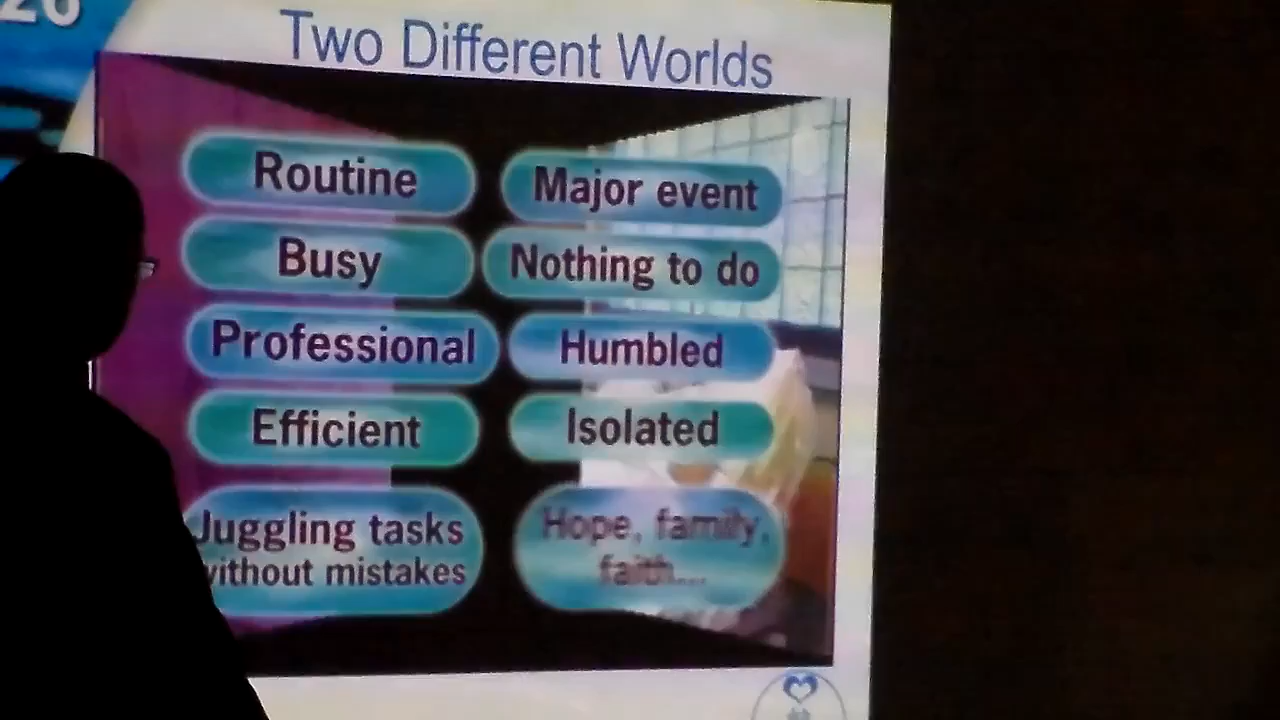 26
Two Different Worlds
Routine
Major event
Busy
Nothing to do
Professional
Humbled
Efficient
Isolated
Juggling tasks
without mistakes
Hope, family,
faith...